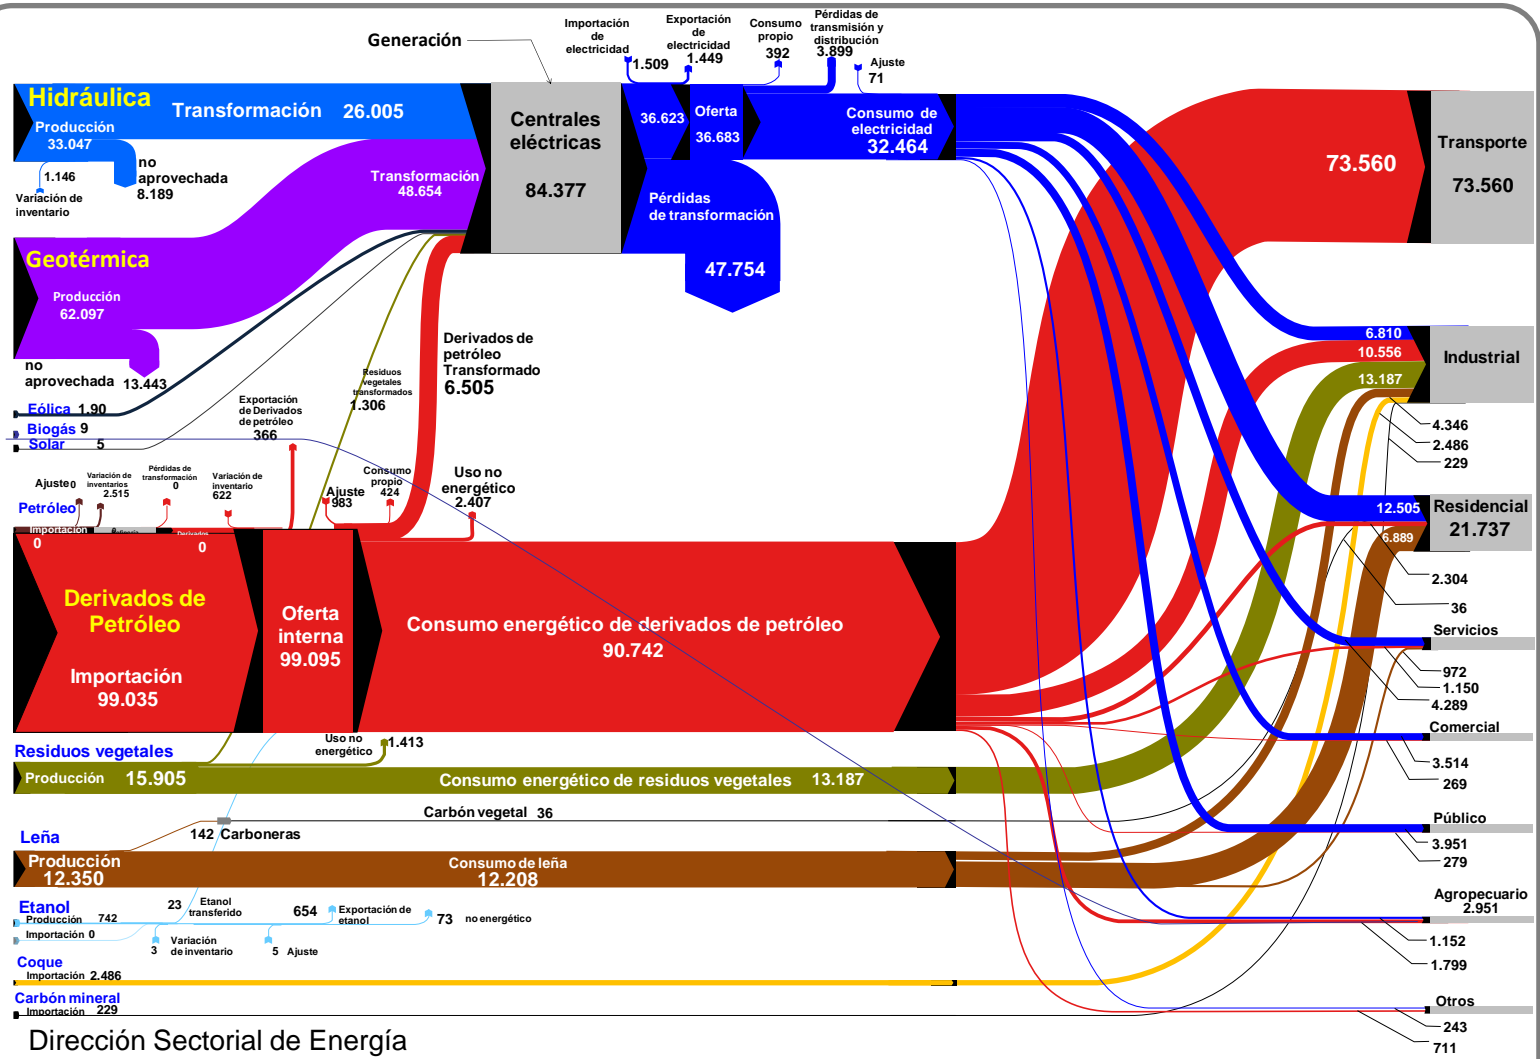 Generación
Importación
de
electricidad
1.509
Exportación
de
electricidad
1.449
Consumo
propio
392
Pérdidas de
transmisión y
distribución
3.899
Ajuste
71
Hidráulica
Producción
33.047
Transformación 26.005
1.146
Variación de
inventario
no
aprovechada
8.189
Transformación
48.654
Centrales
eléctricas
84.377
36.623
Oferta
36.683
Consumo de
electricidad
32.464
Pérdidas
de transformación
47.754
73.560
Transporte
73.560
Geotérmica
Producción
62.097
no
aprovechada
13.443
Eólica 1.90
Biogás 9
Solar 5
Derivados de
petróleo
Transformado
6.505
Residuos
vegetales
transformados
1.306
Exportación
de Derivados
de petróleo
366
6.810
10.556
13.187
Industrial
4.346
2.486
229
Ajuste 0
Variación de
inventarios
2.515
Pérdidas de
transformación
0
Variación de
inventario
622
Ajuste
983
Consumo
propio
424
Uso no
energético
2.407
Petróleo
Importación
0
0
Refinería
Derivados
0
12.505
6.889
Residencial
21.737
2.304
36
Derivados de
Petróleo
Importación
99.035
Oferta
interna
99.095
Consumo energético de derivados de petróleo
90.742
Servicios
972
1.150
4.289
Comercial
3.514
269
Residuos vegetales
Producción 15.905
Uso no
energético
1.413
Consumo energético de residuos vegetales 13.187
Carbón vegetal 36
142 Carboneras
Público
3.951
279
Leña
Producción
12.350
Consumo de leña
12.208
Etanol
Producción 742
Importación 0
23 Etanol
transferido
654 Exportación de
etanol
73 no energético
3 Variación
de inventario
5 Ajuste
Agropecuario
2.951
1.152
1.799
Coque
Importación 2.486
Carbón mineral
Importación 229
Otros
243
711
Dirección Sectorial de Energía